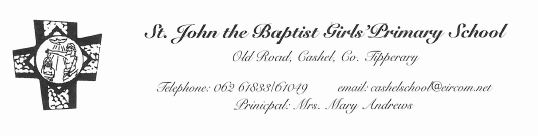 St. John the Baptist Girls' Primary School
Old Road, Cashel, Co. Tipperary
Telephone: 062 61833/61049 email: cashelschool@eircom.net
Prinicpal: Mrs. Mary Andrews